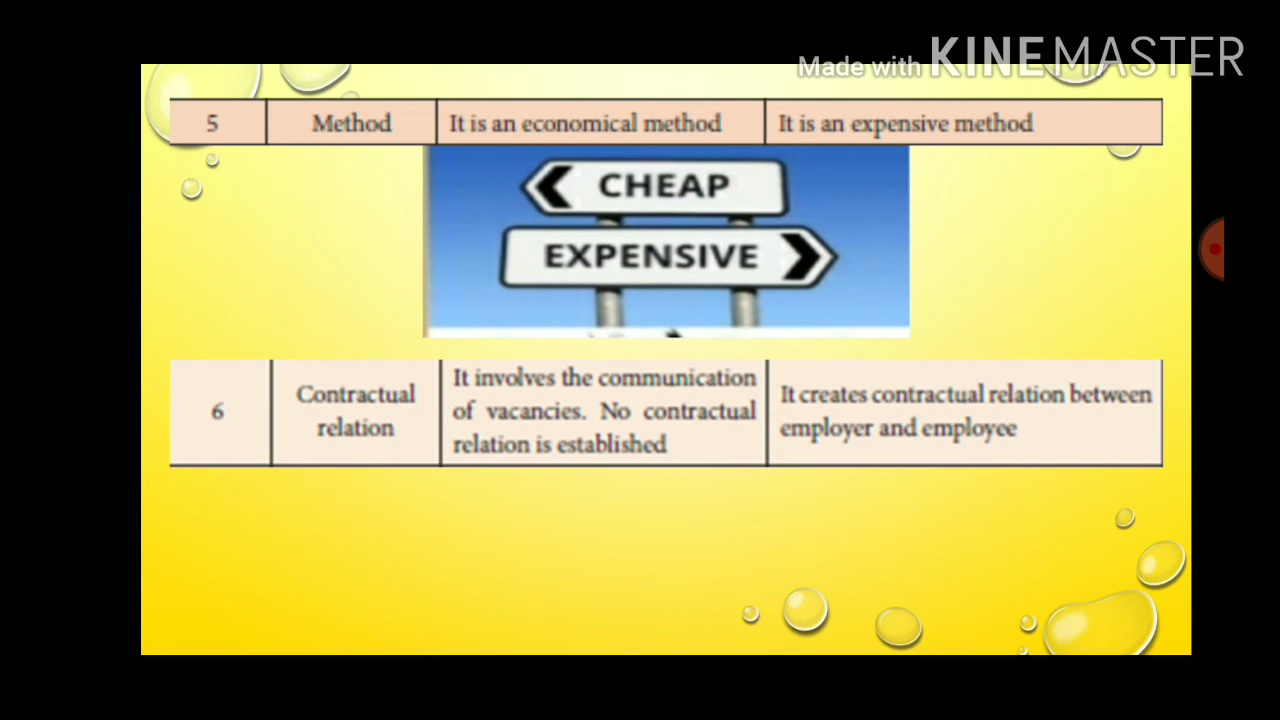 Made with KINEMASTER
5 Method It is an economical method It is an expensive method
CHEAP
EXPENSIVE
6
Contractual
relation
It involves the communication
of vacancies. No contractual
relation is established
It creates contractual relation between
employer and employee